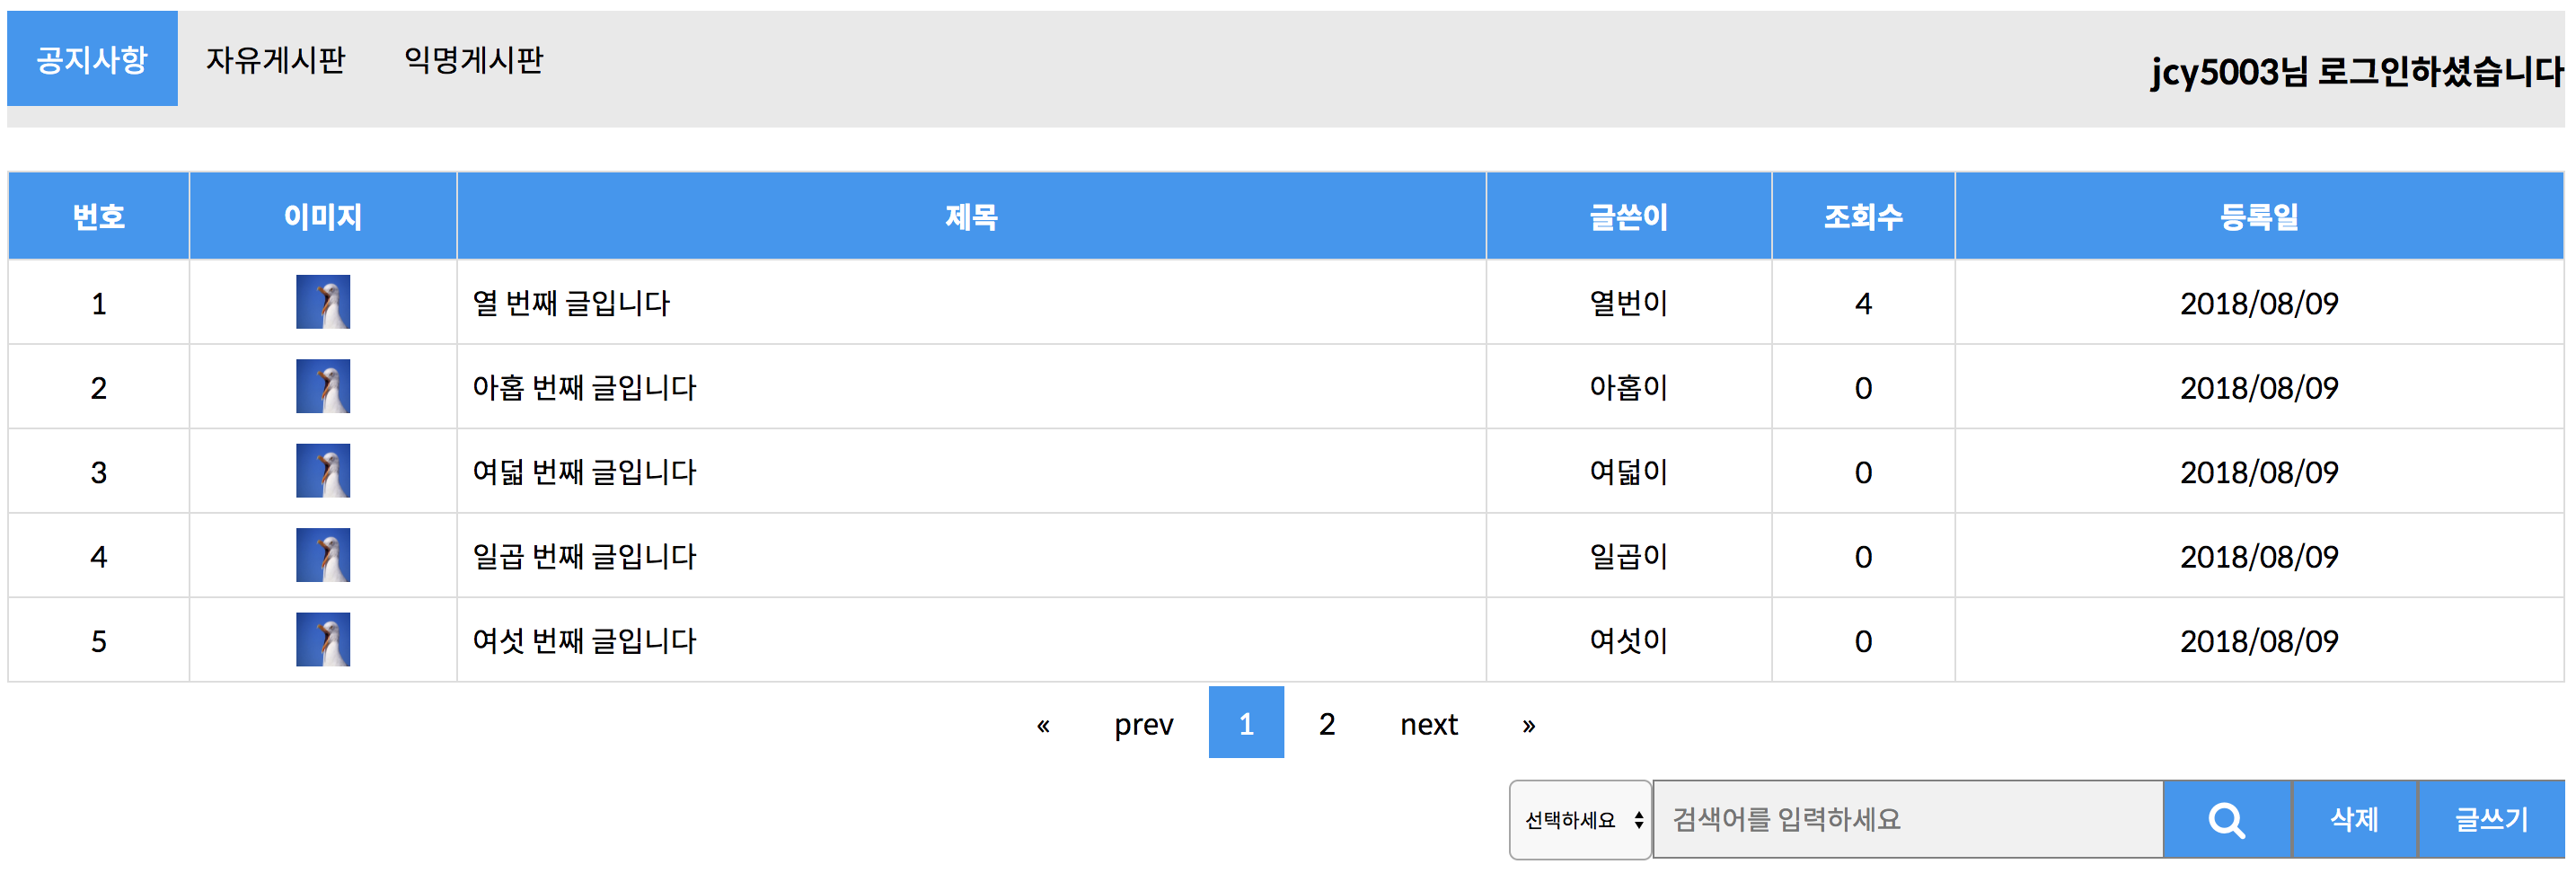 공지사항 자유게시판 익명게시판 jcy5003님 로그인하셨습니다
번호 이미지 제목 글쓴이 조회수 등록일
1 열 번째 글입니다 열번이 4 2018/08/09
2 아홉 번째 글입니다 아홉이 0 2018/08/09
3 여덟 번째 글입니다 여덟이 0 2018/08/09
4 일곱 번째 글입니다 일곱이 0 2018/08/09
5 여섯 번째 글입니다 여섯이 0 2018/08/09
« prev 1 2 next »
선택하세요 검색어를 입력하세요 삭제 글쓰기